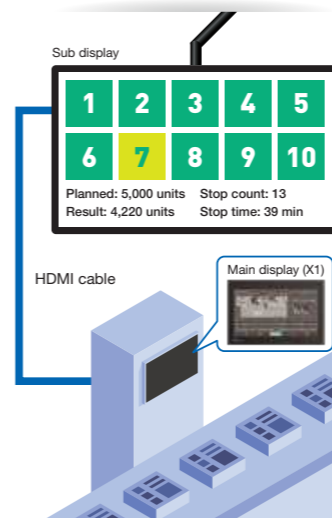 Sub display
1 2 3 4 5
6 7 8 9 10
Planned: 5,000 units Stop count: 13
Result: 4,220 units Stop time: 39 min
HDMI cable
Main display (X1)